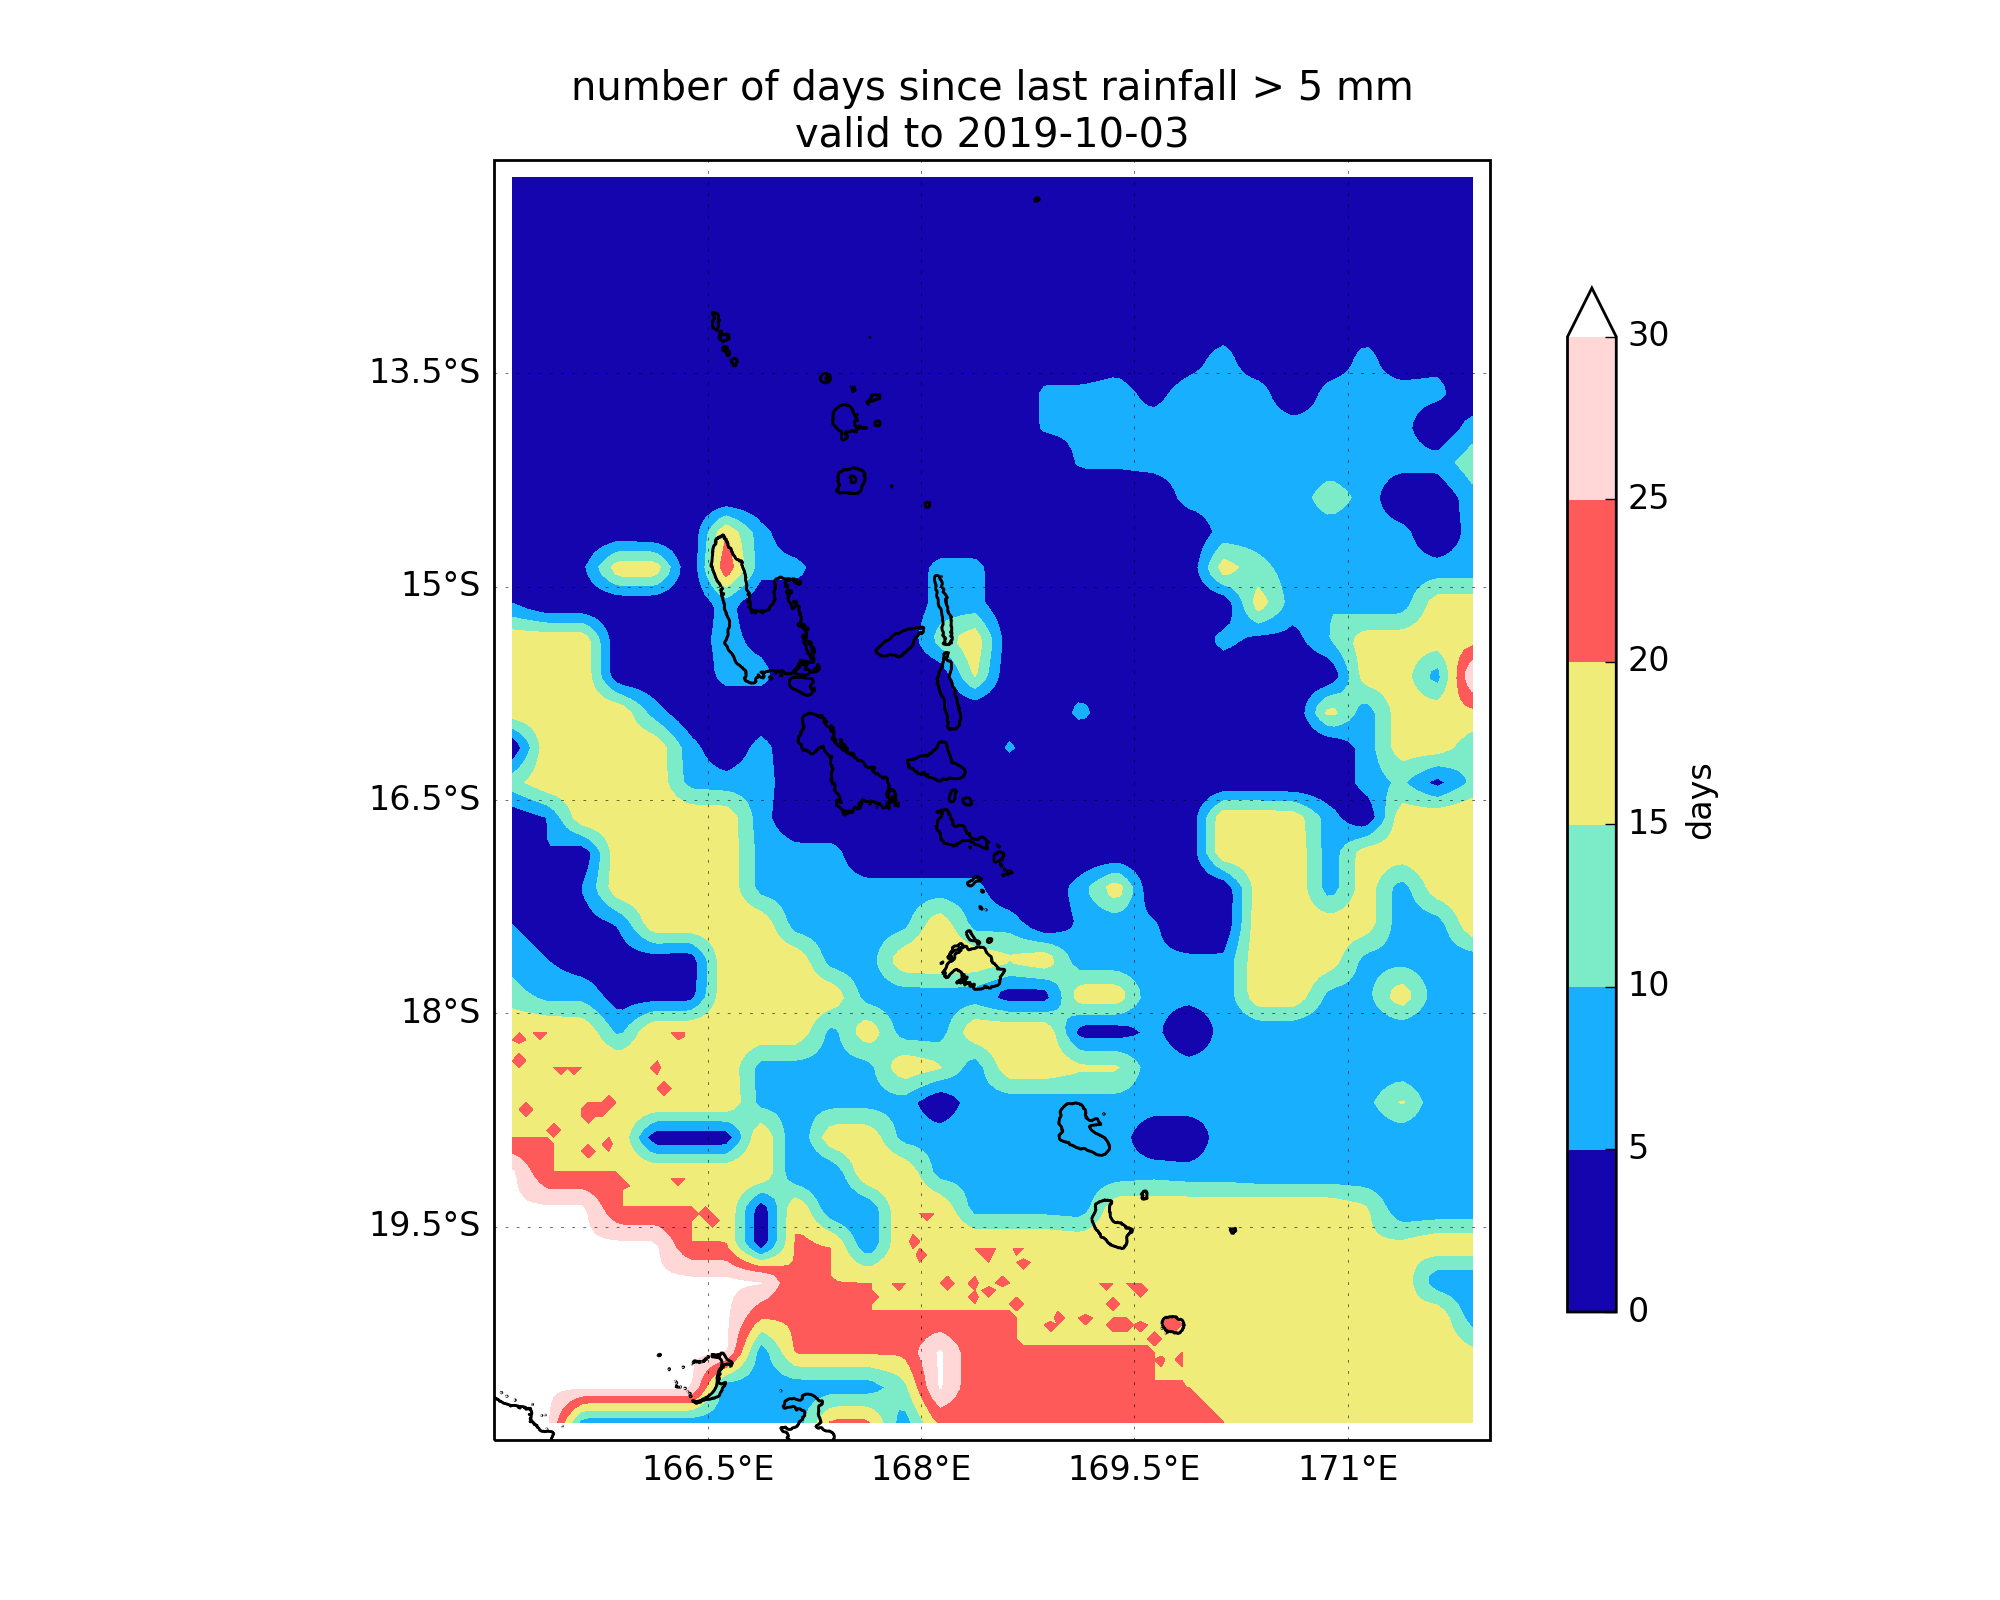 number of days since last rainfall > 5 mm
valid to 2019-10-03
13.5°S
15°S
16.5°S
18°S
19.5°S
166.5°E
168°E
169.5°E
171°E
30
25
20
15
10
5
0
days